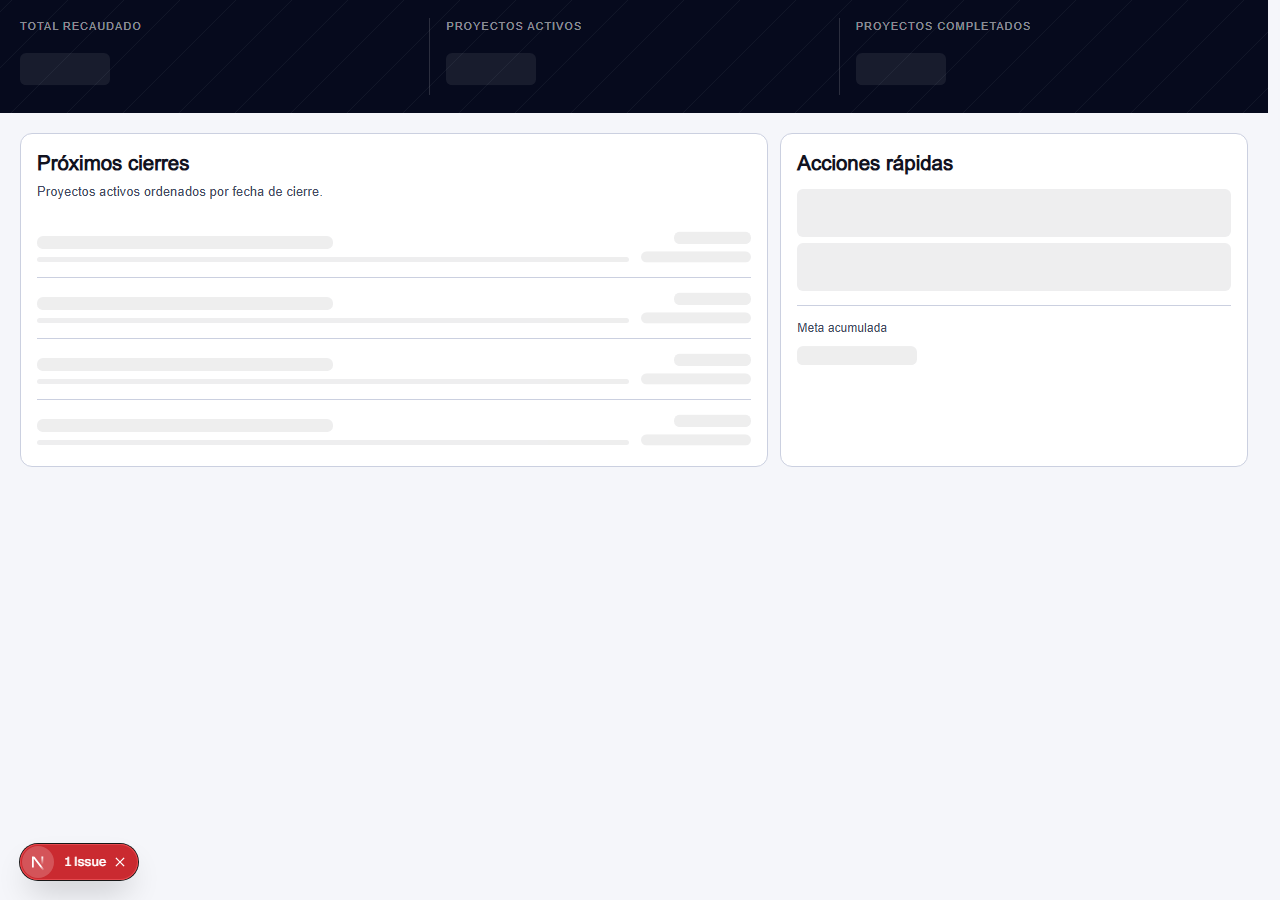 TOTAL RECAUDADO
PROYECTOS ACTIVOS
PROYECTOS COMPLETADOS
Próximos cierres
Proyectos activos ordenados por fecha de cierre.
Acciones rápidas
Meta acumulada
N 1 Issue